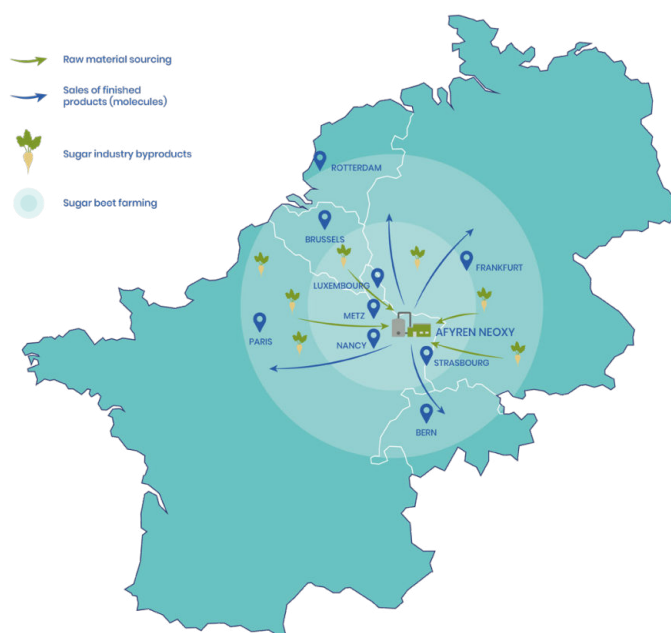 Raw material sourcing
Sales of finished
products (molecules)
Sugar industry byproducts
Sugar beet farming
ROTTERDAM
BRUSSELS
FRANKFURT
LUXEMBOURG
METZ
AFYREN NEOXY
PARIS
NANCY
STRASBOURG
BERN